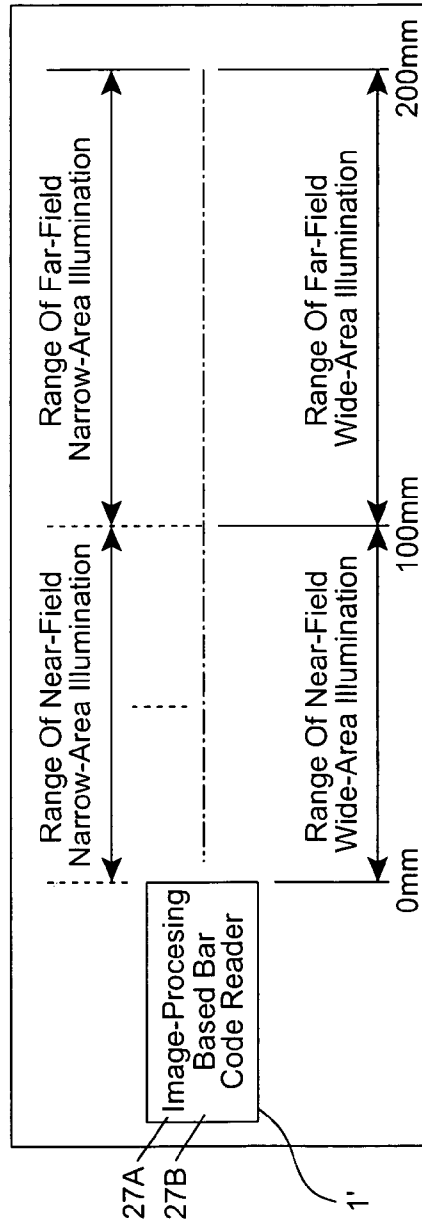 27A
27B
Image-Procesing
Based Bar
Code Reader
1'
Range Of Near-Field
Narrow-Area Illumination
Range Of Far-Field
Narrow-Area Illumination
Range Of Near-Field
Wide-Area Illumination
Range Of Far-Field
Wide-Area Illumination
0mm
100mm
200mm